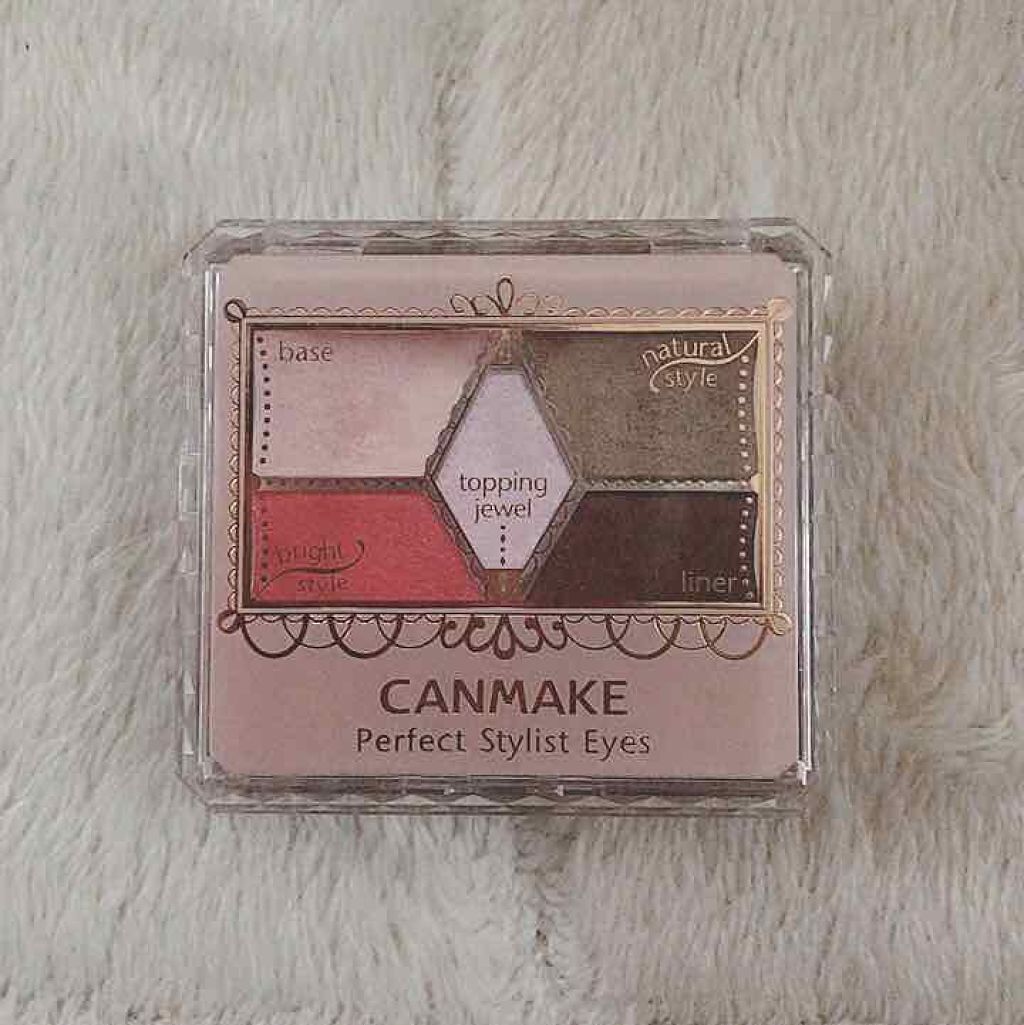 base
natural
style
topping
jewel
bright
style
liner
CANMAKE
Perfect Stylist Eyes